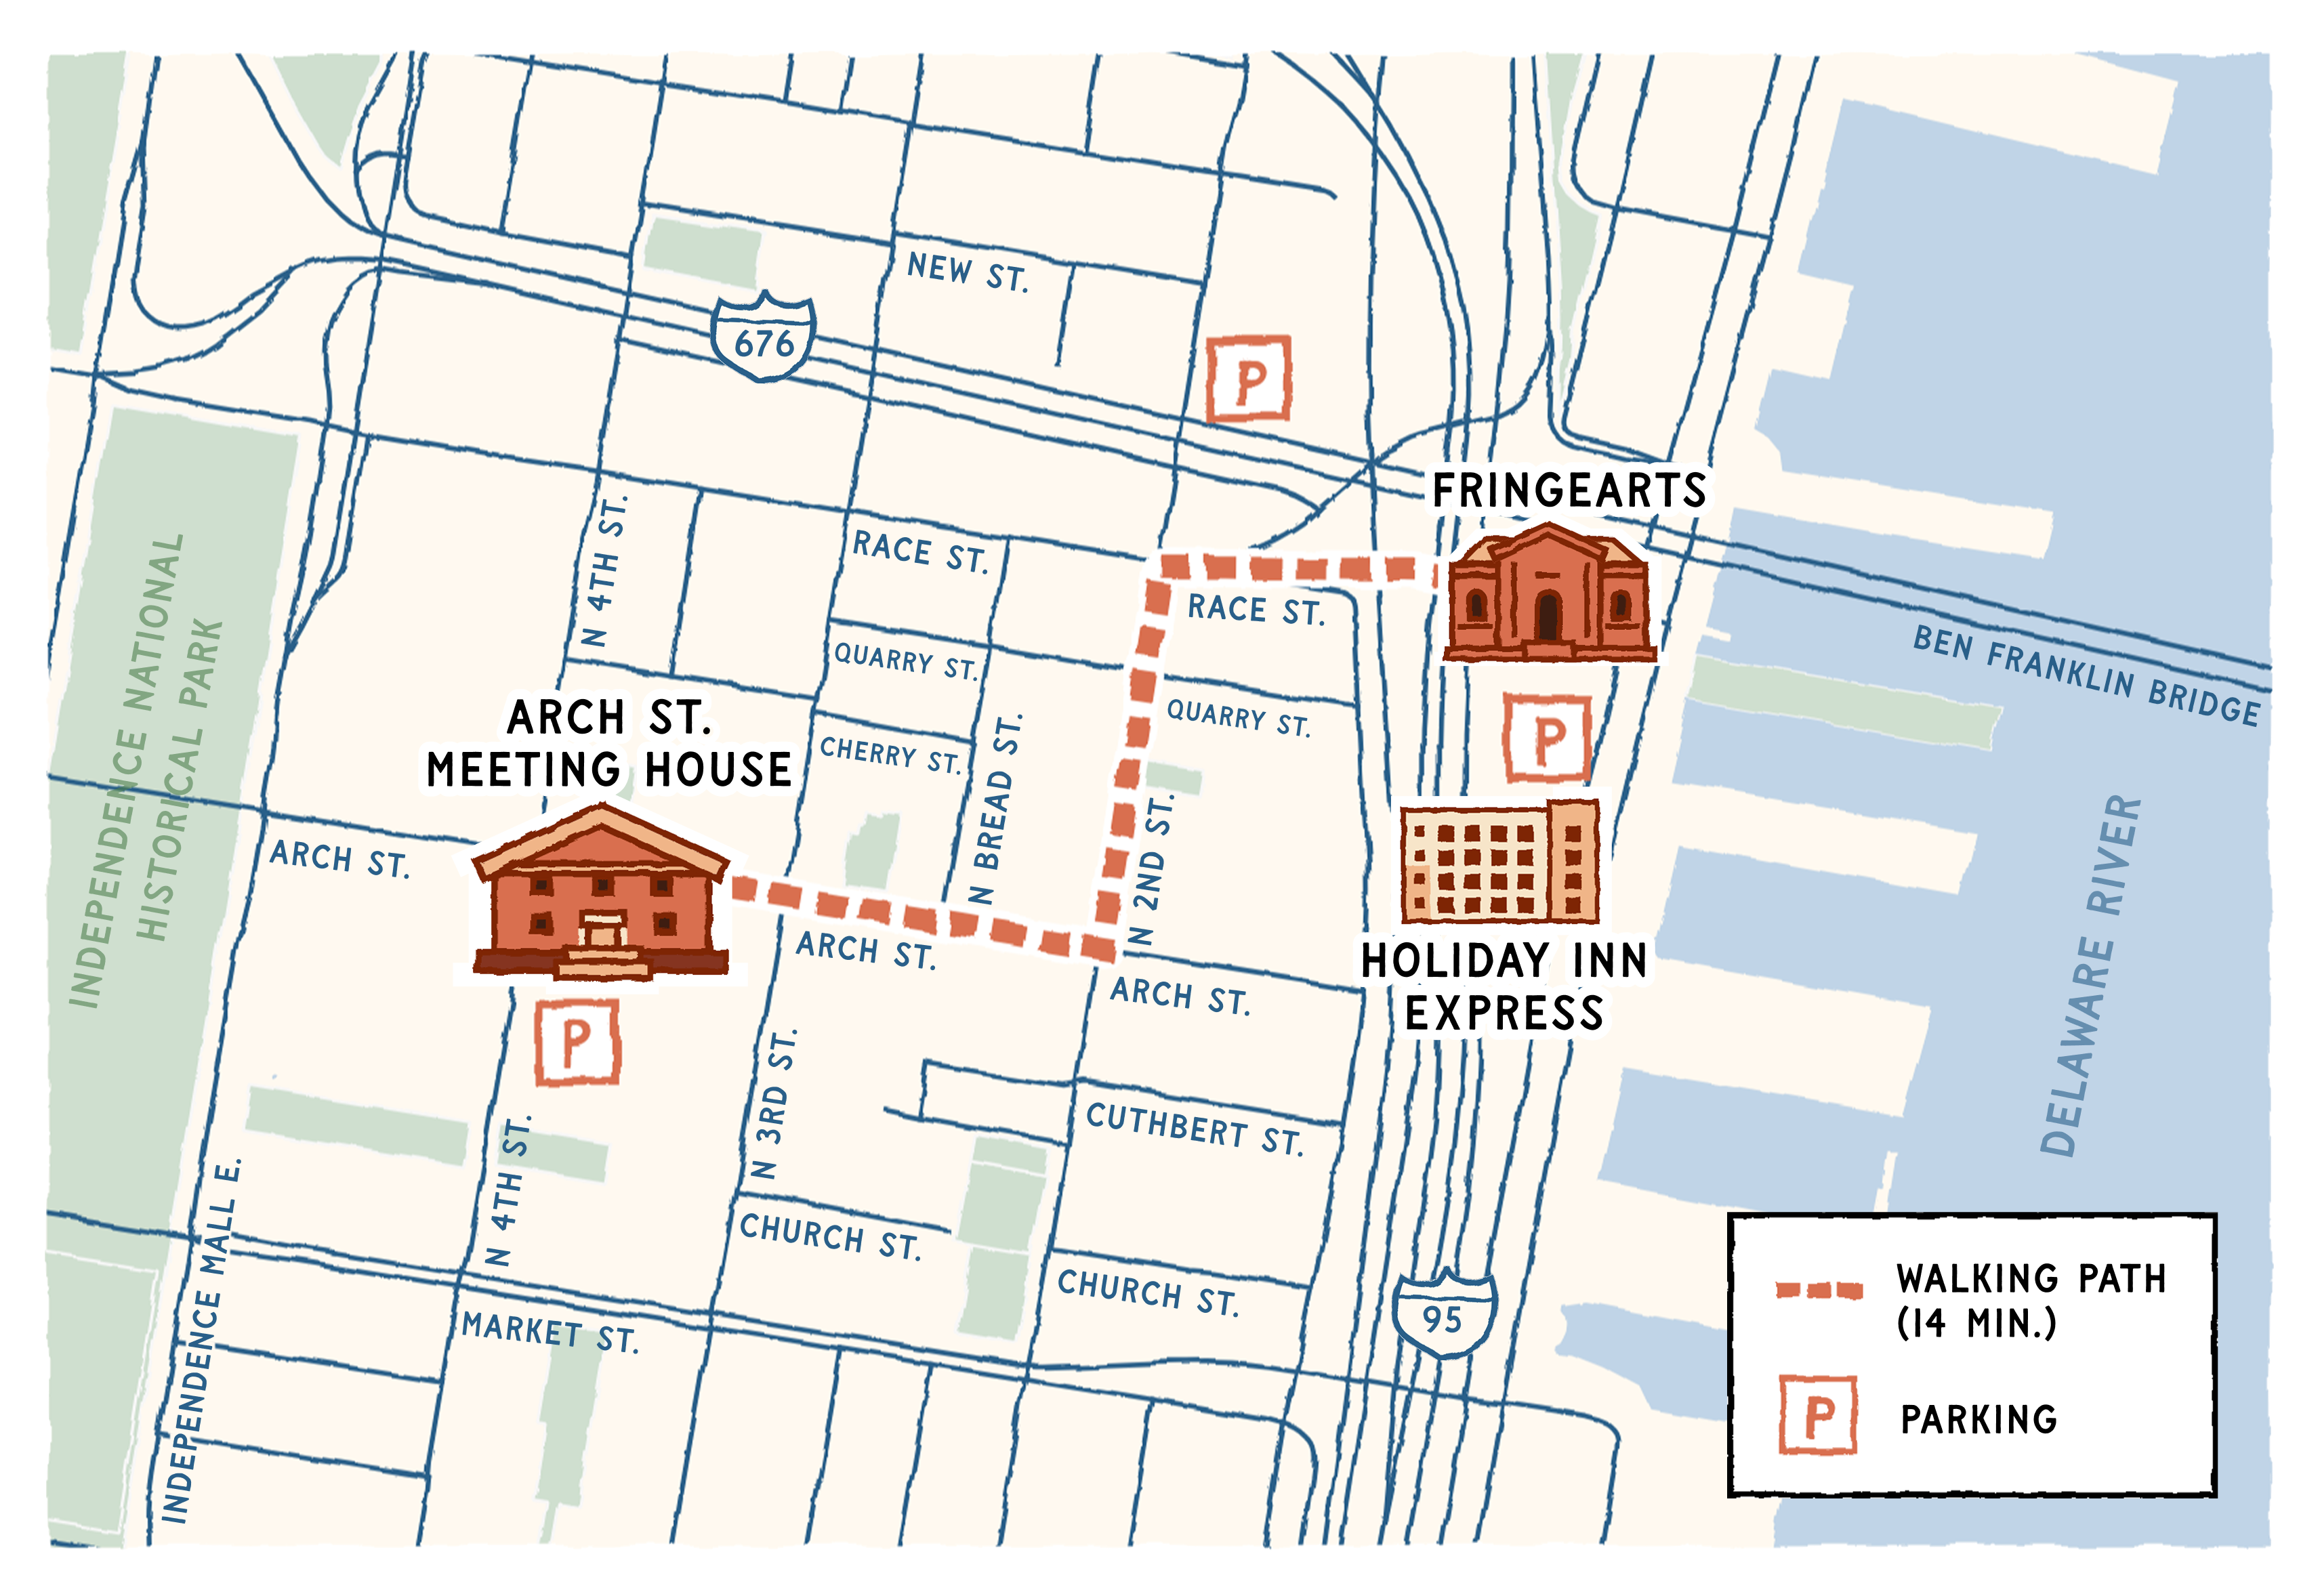 NEW ST.
676
P
FRINGEARTS
N 4TH ST.
RACE ST.
RACE ST.
BEN FRANKLIN BRIDGE
INDEPENDENCE NATIONAL
HISTORICAL PARK
QUARRY ST.
QUARRY ST.
P
ARCH ST.
MEETING HOUSE
CHERRY ST.
N BREAD ST.
N 2ND ST.
ARCH ST.
ARCH ST.
ARCH ST.
HOLIDAY INN
EXPRESS
DELAWARE RIVER
P
N 3RD ST.
CUTHBERT ST.
N 4TH ST.
INDEPENDENCE MALL E.
CHURCH ST.
CHURCH ST.
MARKET ST.
95
WALKING PATH
(14 MIN.)
P PARKING